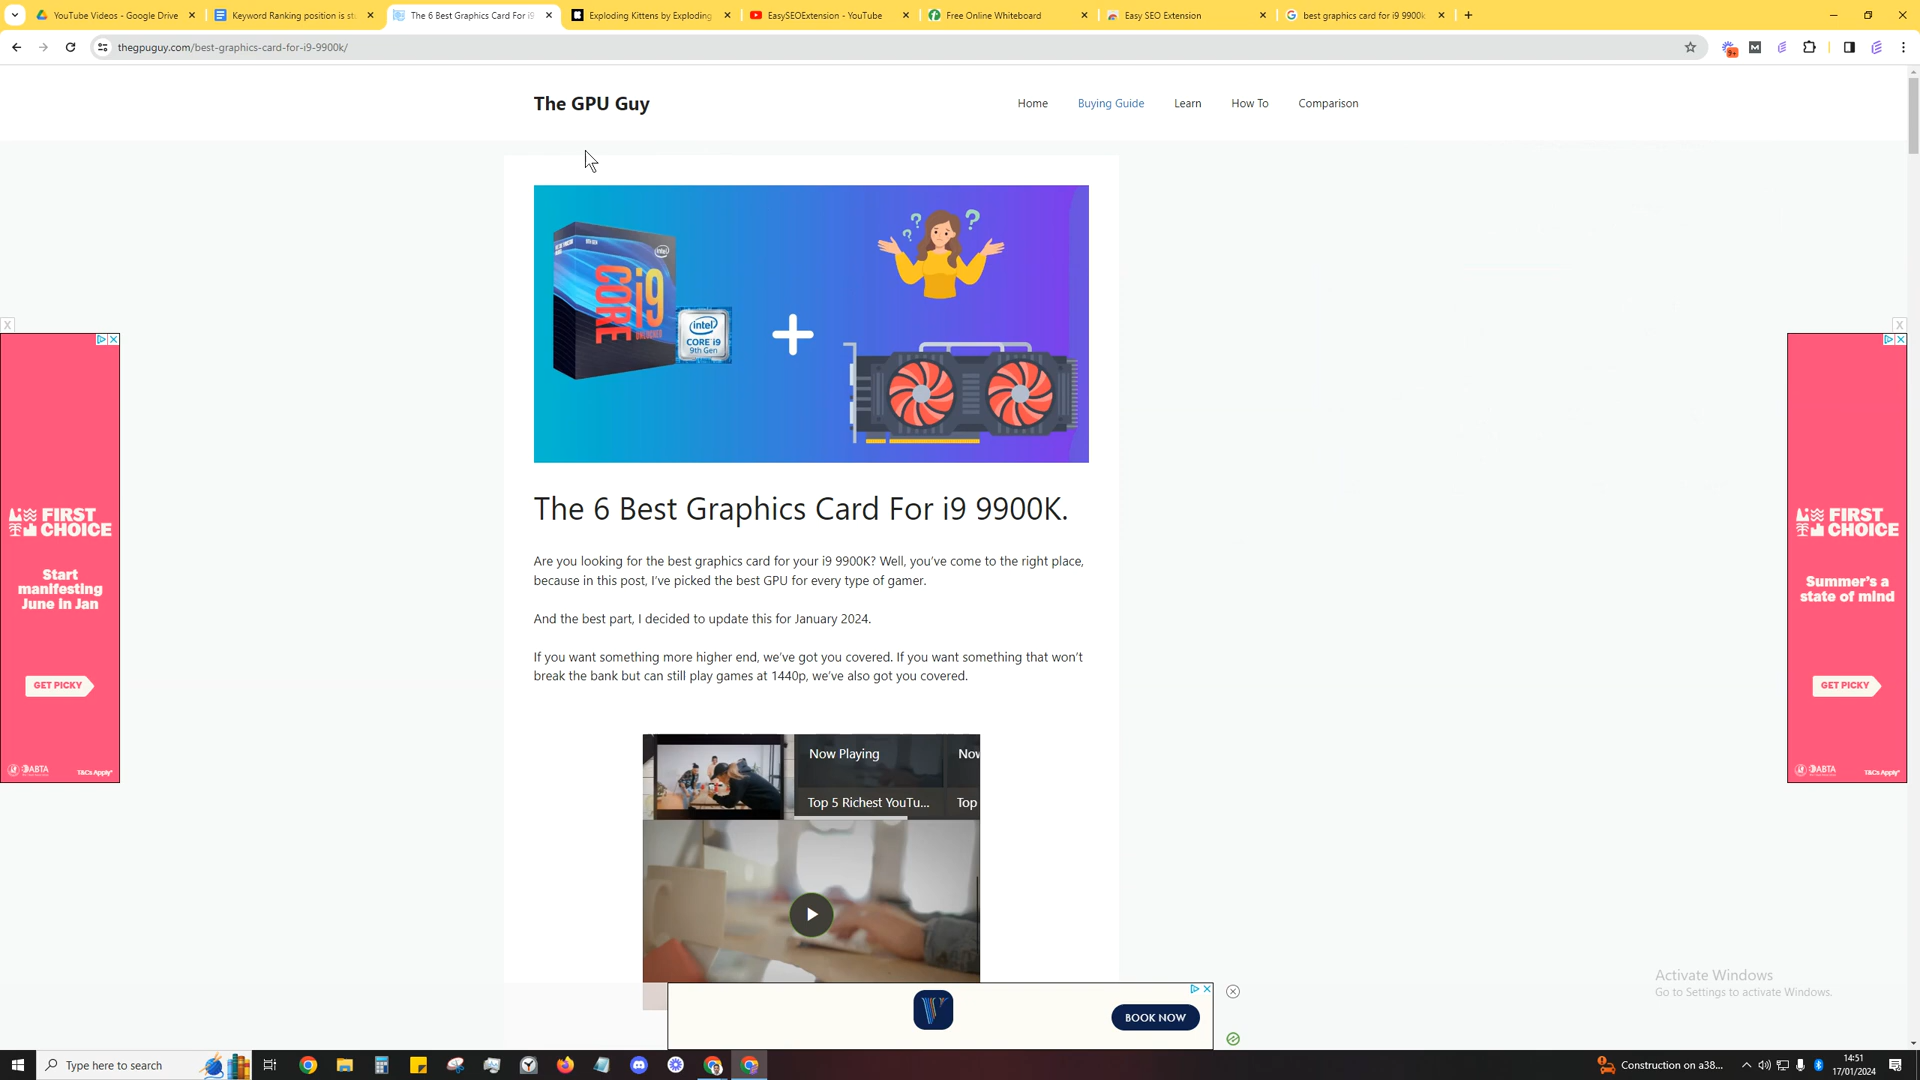 YouTube Videos - Google Drive
Keyword Ranking position is st
The 6 Best Graphics Card For i9
Exploding Kittens by Exploding
EasySEOExtension - YouTube
Free Online Whiteboard
Easy SEO Extension
best graphics card for i9 9900k
thegpuguy.com/best-graphics-card-for-i9-9900k/
The GPU Guy
Home
Buying Guide
Learn
How To
Comparison
CORE i9
intel
intel
CORE i9
9th Gen
The 6 Best Graphics Card For i9 9900K.
Are you looking for the best graphics card for your i9 9900K? Well, you've come to the right place,
because in this post, I've picked the best GPU for every type of gamer.
And the best part, I decided to update this for January 2024.
If you want something more higher end, we've got you covered. If you want something that won't
break the bank but can still play games at 1440p, we've also got you covered.
Now Playing
Now
Top 5 Richest YouTu...
Top
X
FIRST
CHOICE
Start
manifesting
June in Jan
GET PICKY
ABTA
T&Cs Apply*
X
FIRST
CHOICE
Summer's a
state of mind
GET PICKY
ABTA
T&Cs Apply*
BOOK NOW
Activate Windows
Go to Settings to activate Windows.
Type here to search
Construction on a38...
14:51
17/01/2024